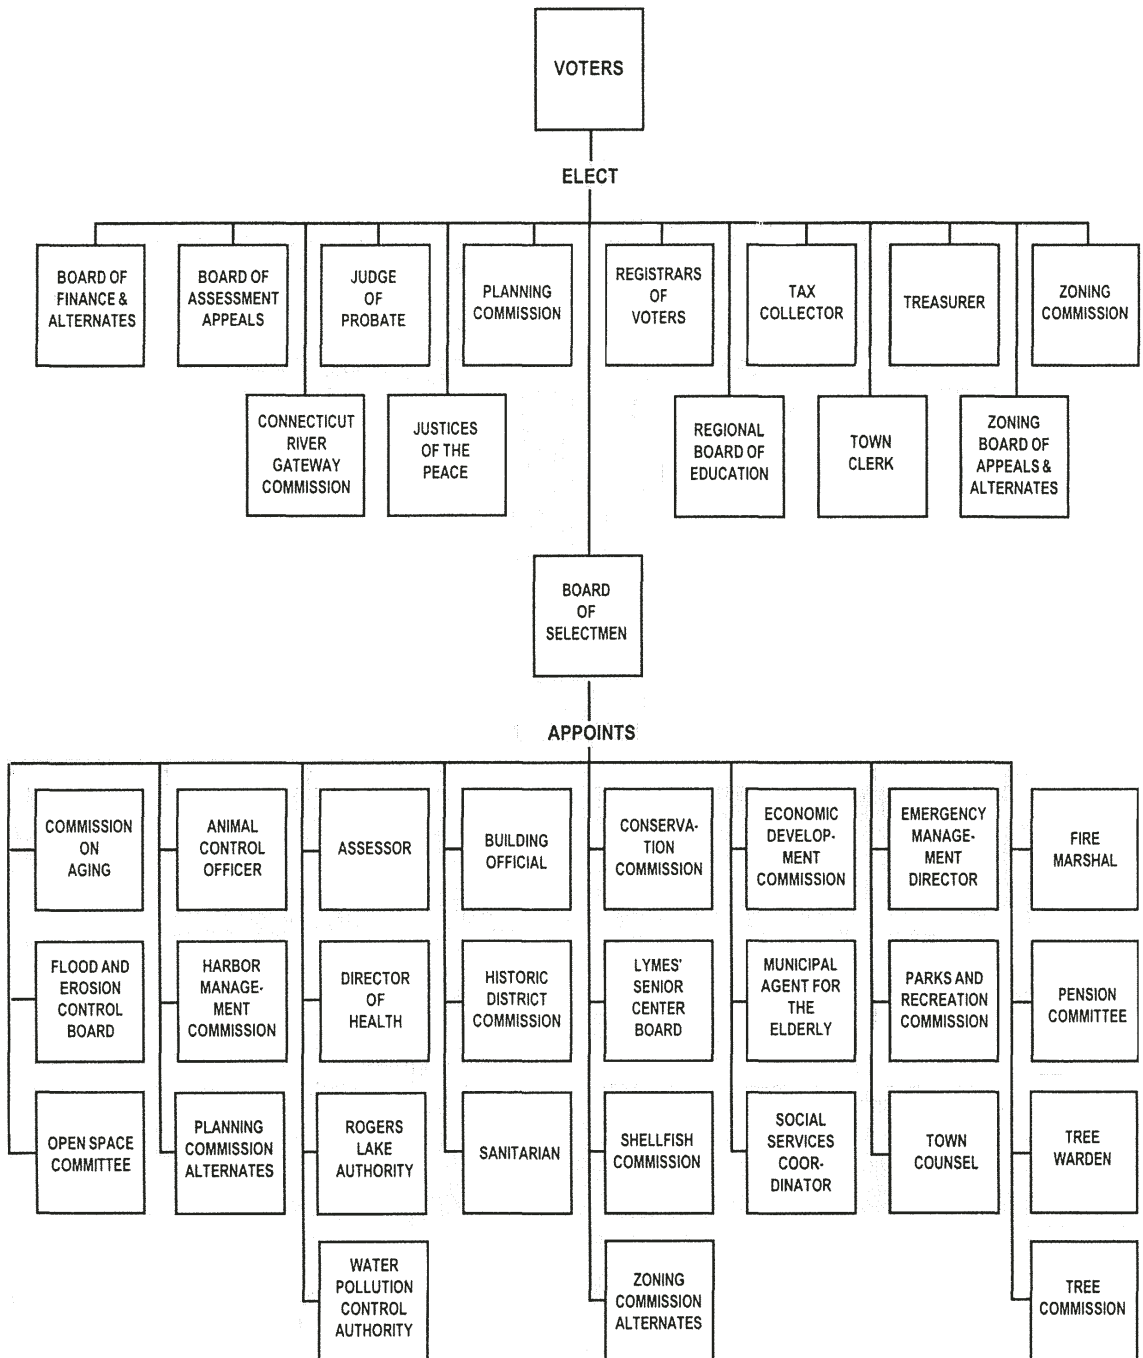 VOTERS
ELECT
BOARD OF
FINANCE &
ALTERNATES
BOARD OF
ASSESSMENT
APPEALS
JUDGE
OF
PROBATE
PLANNING
COMMISSION
REGISTRARS
OF
VOTERS
TAX
COLLECTOR
TREASURER
ZONING
COMMISSION
CONNECTICUT
RIVER
GATEWAY
COMMISSION
JUSTICES
OF THE
PEACE
REGIONAL
BOARD OF
EDUCATION
TOWN
CLERK
ZONING
BOARD OF
APPEALS &
ALTERNATES
BOARD
OF
SELECTMEN
APPOINTS
COMMISSION
ON
AGING
ANIMAL
CONTROL
OFFICER
ASSESSOR
BUILDING
OFFICIAL
CONSERVA-
TION
COMMISSION
ECONOMIC
DEVELOP-
MENT
COMMISSION
EMERGENCY
MANAGE-
MENT
DIRECTOR
FIRE
MARSHAL
FLOOD AND
EROSION
CONTROL
BOARD
HARBOR
MANAGE-
MENT
COMMISSION
DIRECTOR
OF
HEALTH
HISTORIC
DISTRICT
COMMISSION
LYMES'
SENIOR
CENTER
BOARD
MUNICIPAL
AGENT FOR
THE
ELDERLY
PARKS AND
RECREATION
COMMISSION
PENSION
COMMITTEE
OPEN SPACE
COMMITTEE
PLANNING
COMMISSION
ALTERNATES
ROGERS
LAKE
AUTHORITY
SANITARIAN
SHELLFISH
COMMISSION
SOCIAL
SERVICES
COOR-
DINATOR
TOWN
COUNSEL
TREE
WARDEN
WATER
POLLUTION
CONTROL
AUTHORITY
ZONING
COMMISSION
ALTERNATES
TREE
COMMISSION